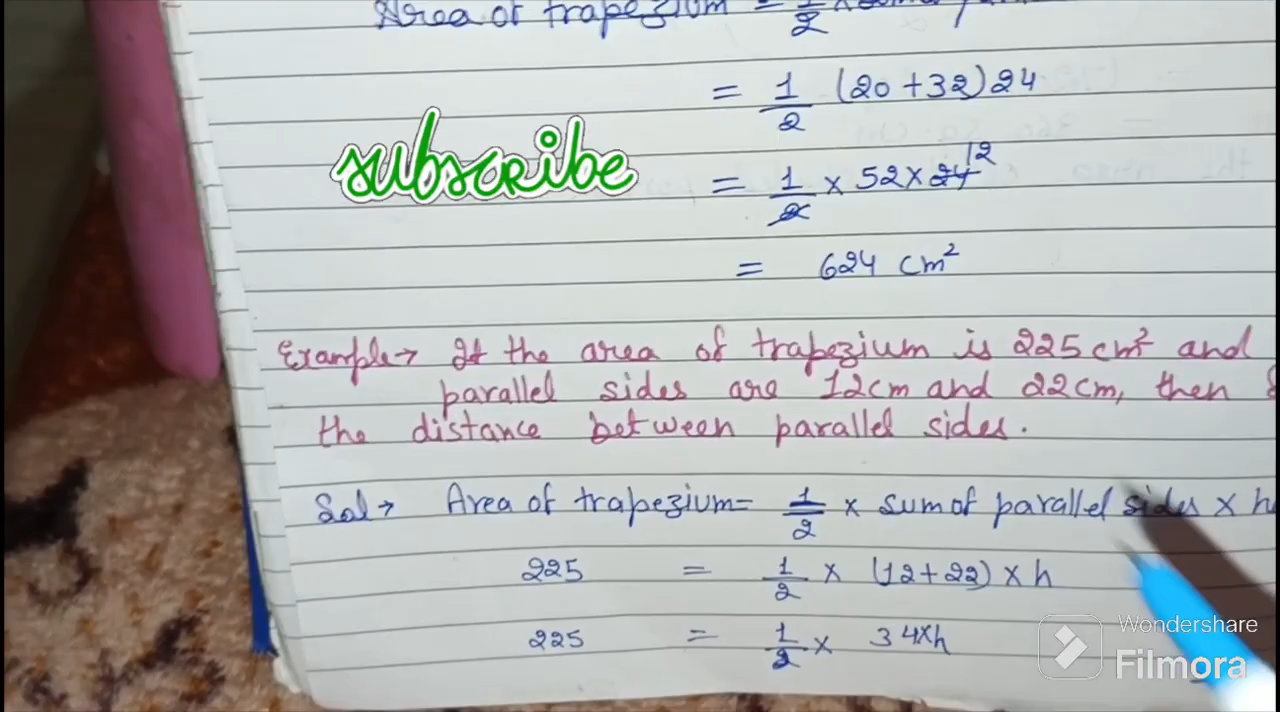 Area of trapezium = 1/2 ×
= 1/2 (20+32)24
subscribe
= 1/2 × 52 × 24 12
= 624 cm²
Example→ If the area of trapezium is 225 cm² and
parallel sides are 12cm and 22cm, then
the distance between parallel sides.
Sol→ Area of trapezium= 1/2 × sum of parallel sides × h
225 = 1/2 × (12+22) × h
225 = 1/2 × 34×h
Wondershare
Filmora